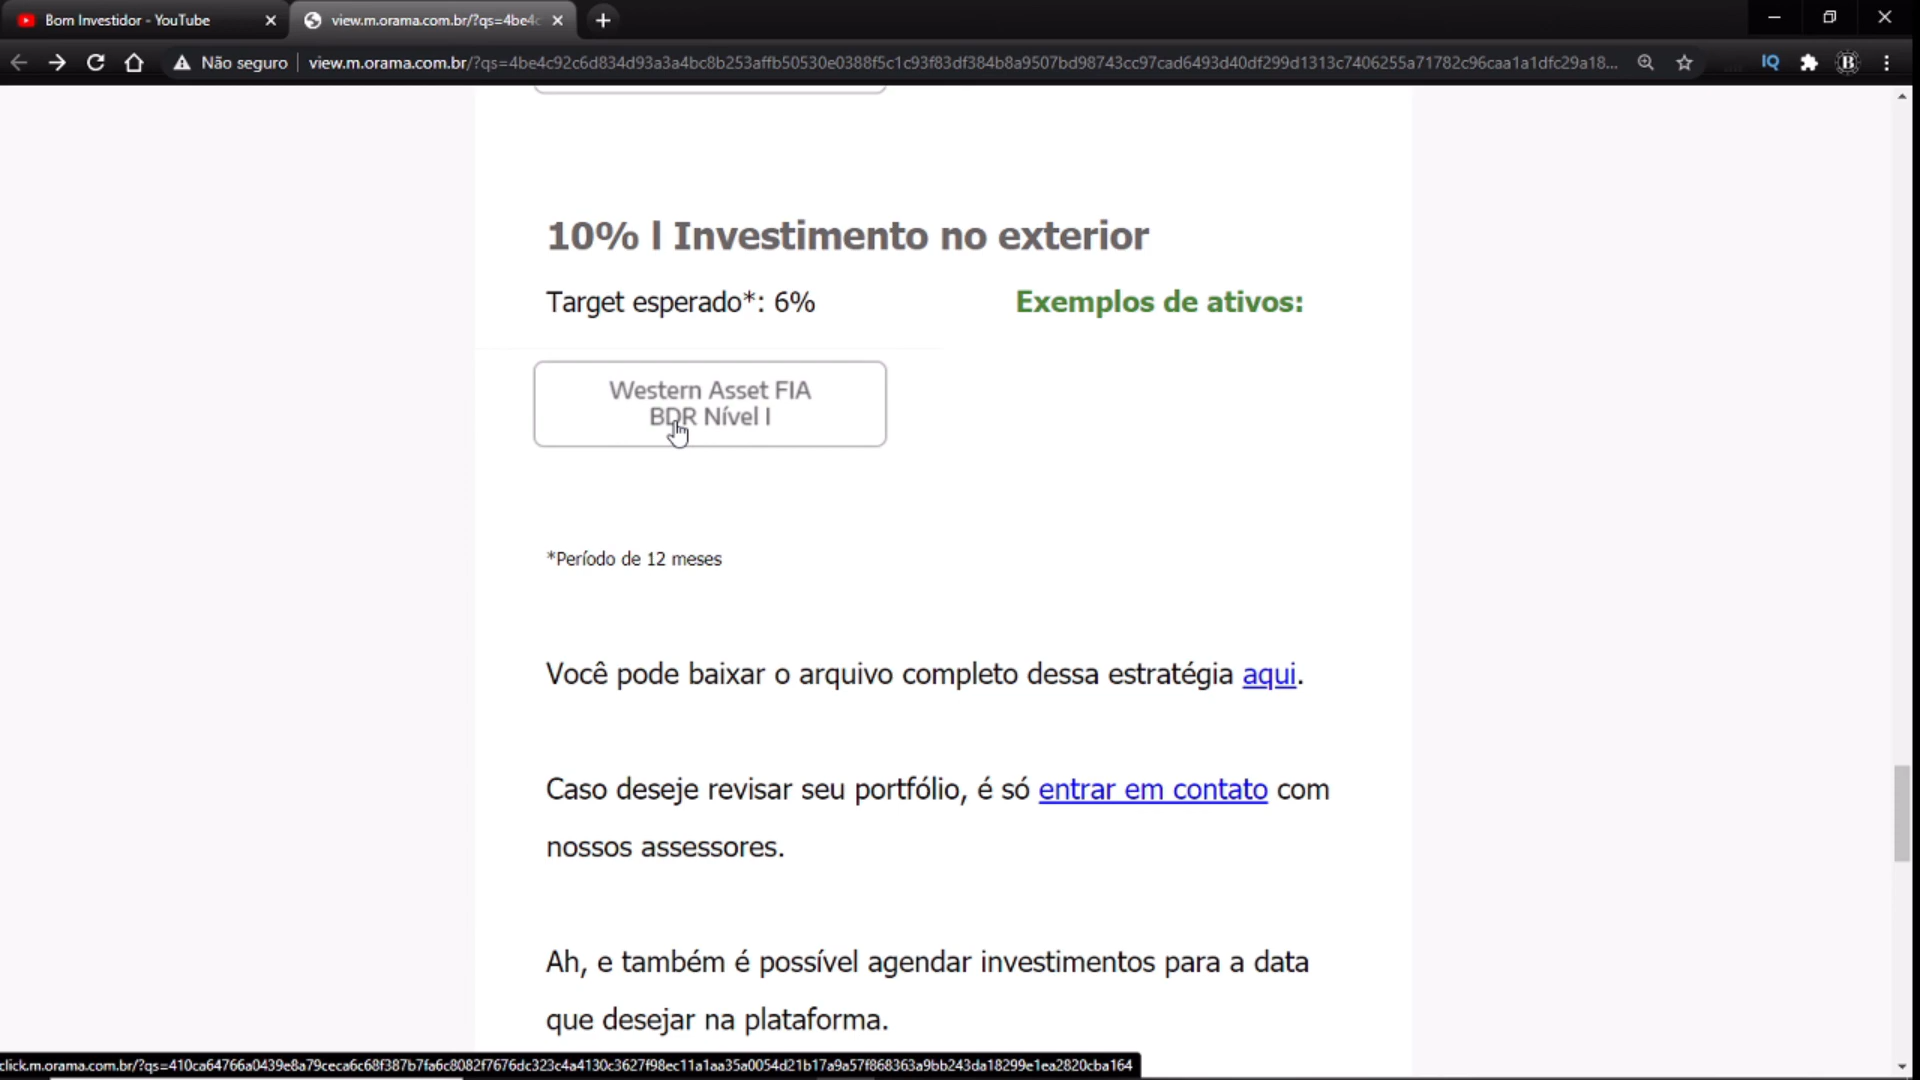 Bom Investidor - YouTube
view.m.orama.com.br/?qs=4be4c
Não seguro
view.m.orama.com.br/?qs=4be4c92c6d834d93a3a4bc8b253affb50530e0388f5c1c93f83df384b8a9507bd98743cc97cad6493d40df299d1313c7406255a71782c96caa1a1dfc29a18...
IQ
B
10% l Investimento no exterior
Target esperado*: 6%
Exemplos de ativos:
Western Asset FIA
BDR Nível I
*Período de 12 meses
Você pode baixar o arquivo completo dessa estratégia aqui.
Caso deseje revisar seu portfólio, é só entrar em contato com
nossos assessores.
Ah, e também é possível agendar investimentos para a data
que desejar na plataforma.
click.m.orama.com.br/?qs=410ca64766a0439e8a79ceca6c68f387b7fa6c8082f7676dc323c4a4130c3627f98ec11a1aa35a0054d21b17a9a57f868363a9bb243da18299e1ea2820cba164